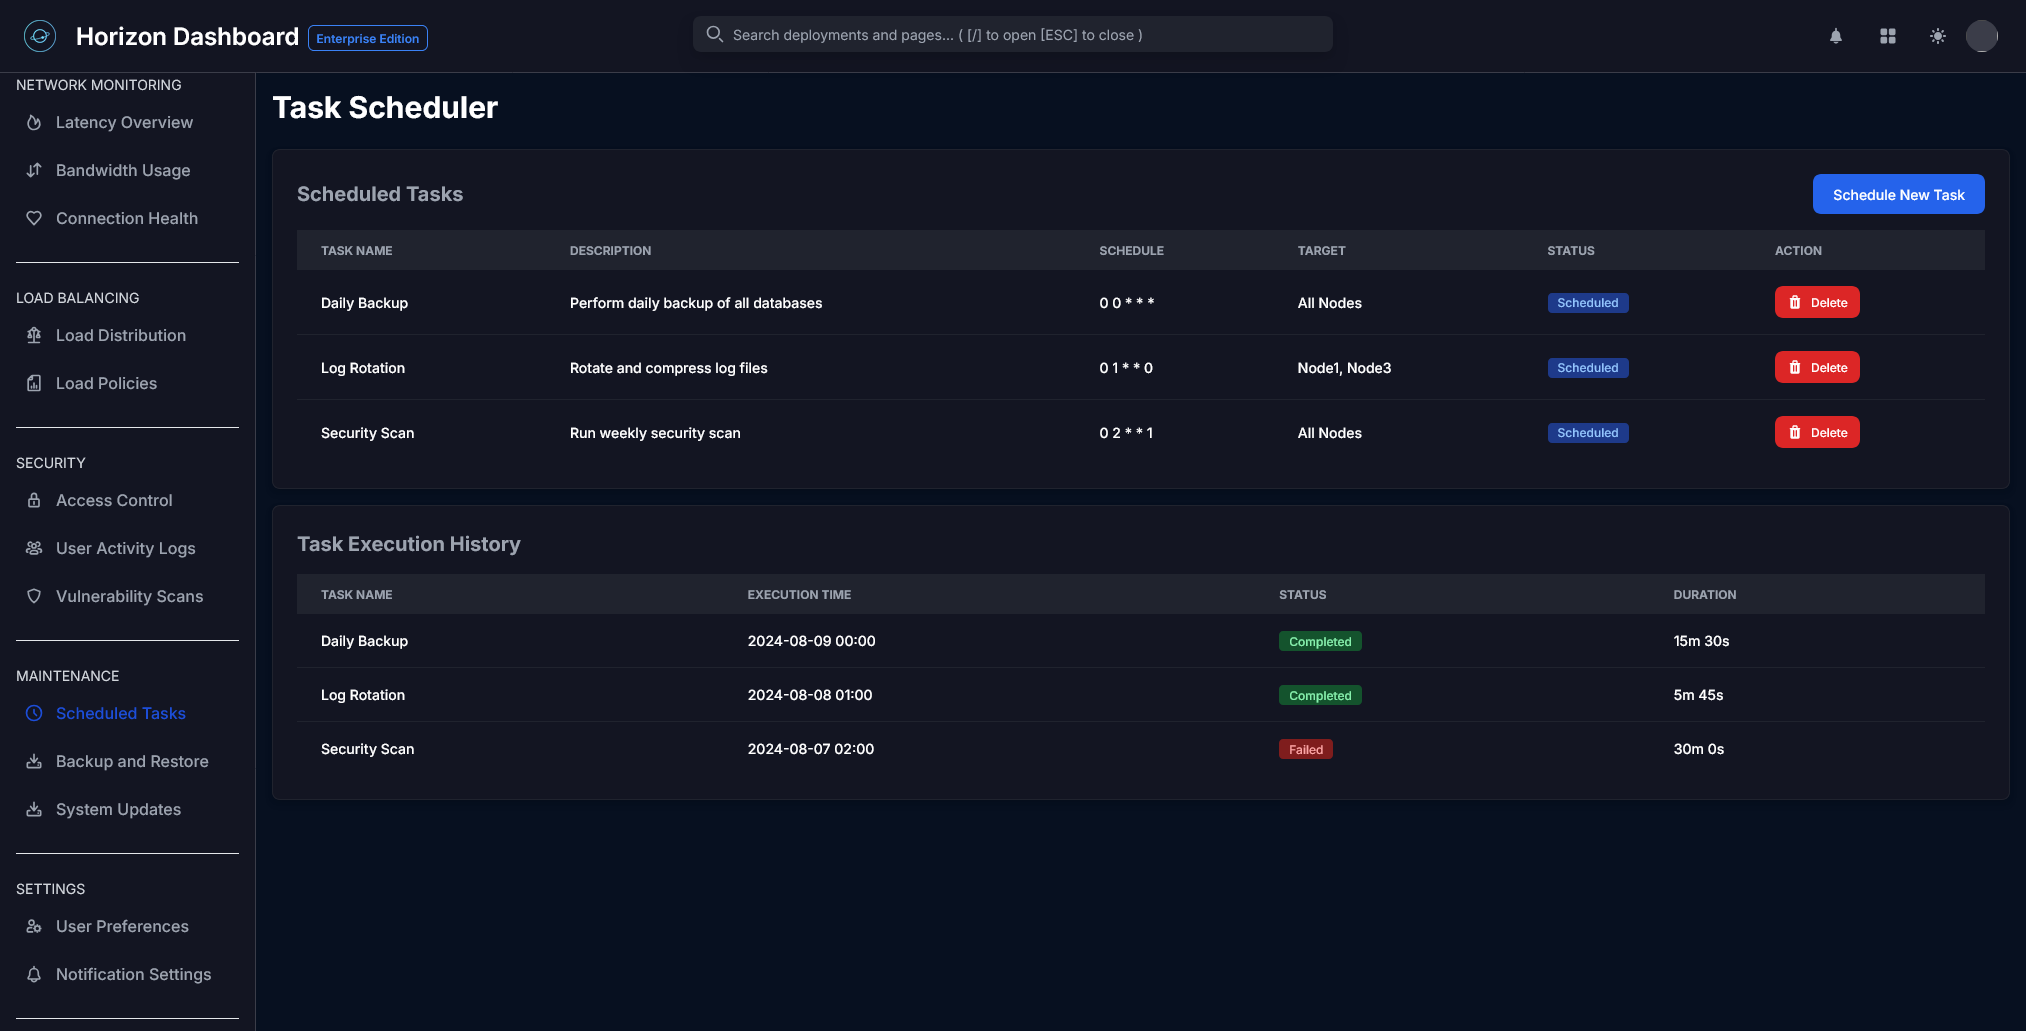 Horizon Dashboard Enterprise Edition
Search deployments and pages... ( [/] to open [ESC] to close )
NETWORK MONITORING
Latency Overview
Bandwidth Usage
Connection Health
LOAD BALANCING
Load Distribution
Load Policies
SECURITY
Access Control
User Activity Logs
Vulnerability Scans
MAINTENANCE
Scheduled Tasks
Backup and Restore
System Updates
SETTINGS
User Preferences
Notification Settings
Task Scheduler
Scheduled Tasks
Schedule New Task
TASK NAME DESCRIPTION SCHEDULE TARGET STATUS ACTION
Daily Backup Perform daily backup of all databases 0 0 * * * All Nodes Scheduled Delete
Log Rotation Rotate and compress log files 0 1 * * 0 Node1, Node3 Scheduled Delete
Security Scan Run weekly security scan 0 2 * * 1 All Nodes Scheduled Delete
Task Execution History
TASK NAME EXECUTION TIME STATUS DURATION
Daily Backup 2024-08-09 00:00 Completed 15m 30s
Log Rotation 2024-08-08 01:00 Completed 5m 45s
Security Scan 2024-08-07 02:00 Failed 30m 0s